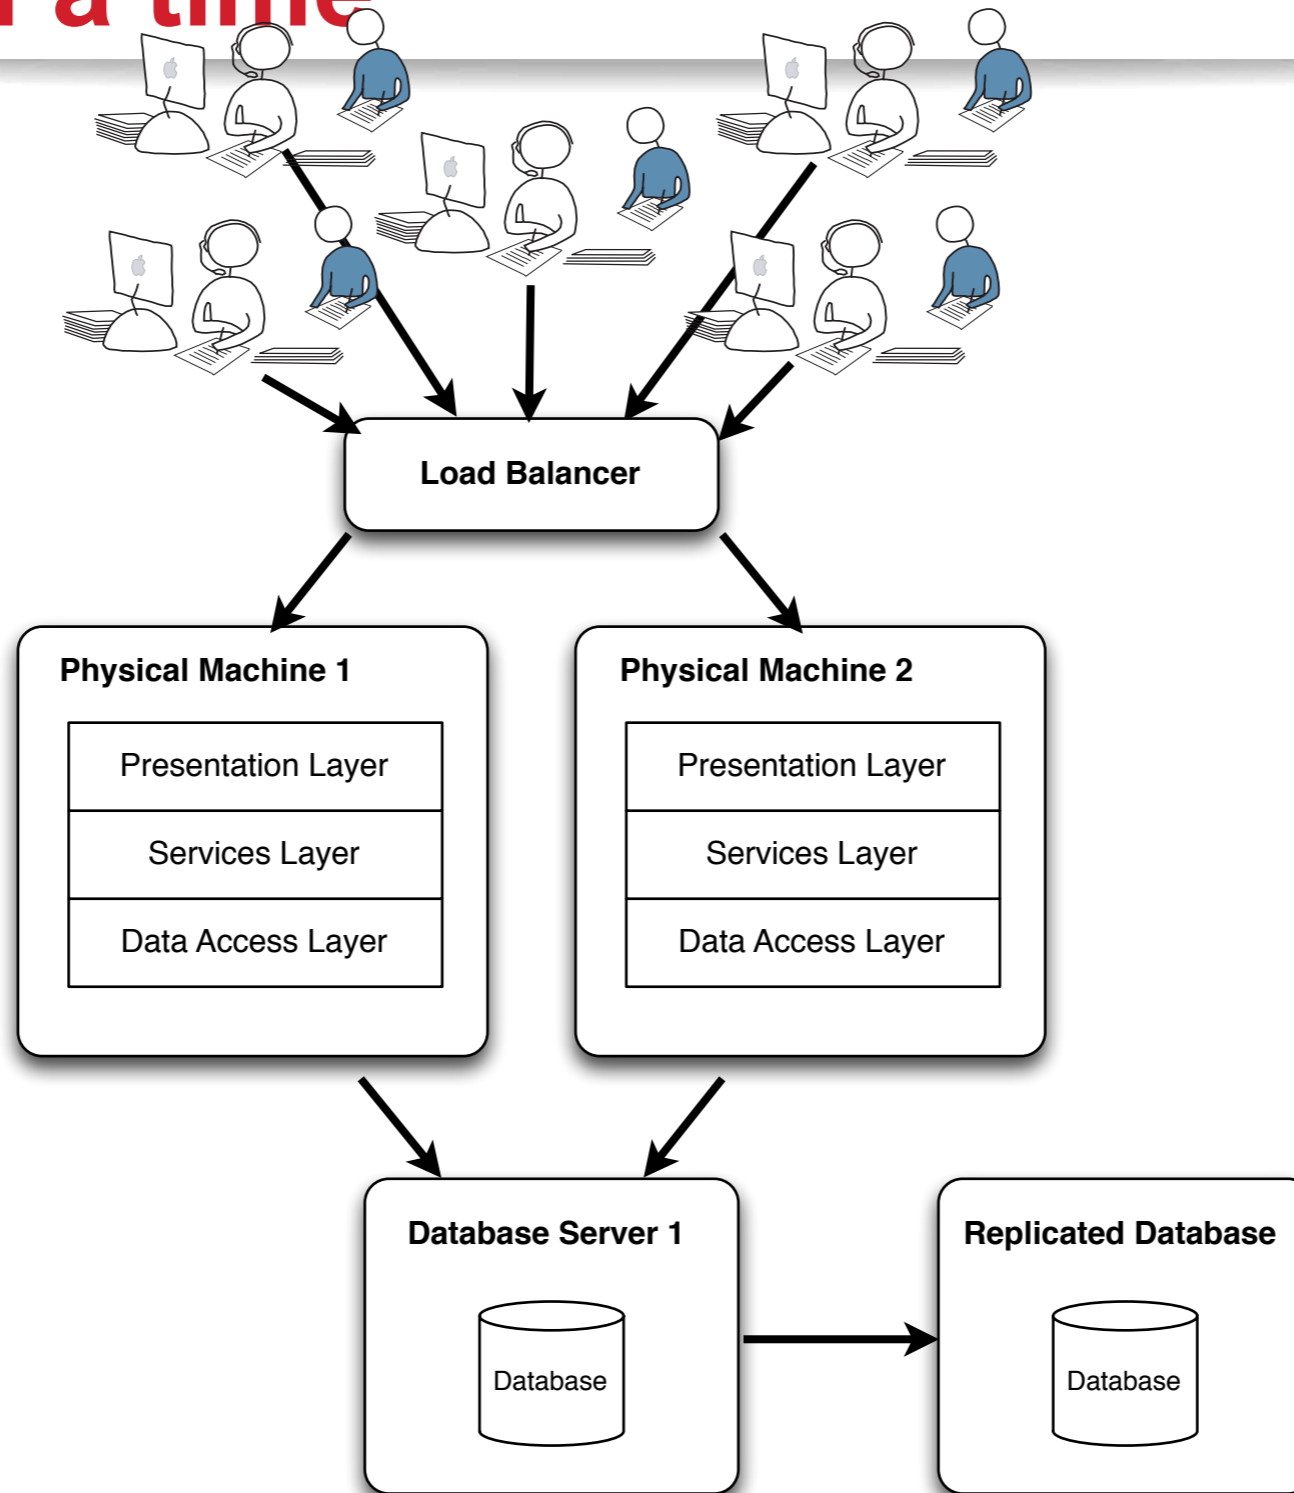 a time
Load Balancer
Physical Machine 1
Presentation Layer
Services Layer
Data Access Layer
Physical Machine 2
Presentation Layer
Services Layer
Data Access Layer
Database Server 1
Database
Replicated Database
Database